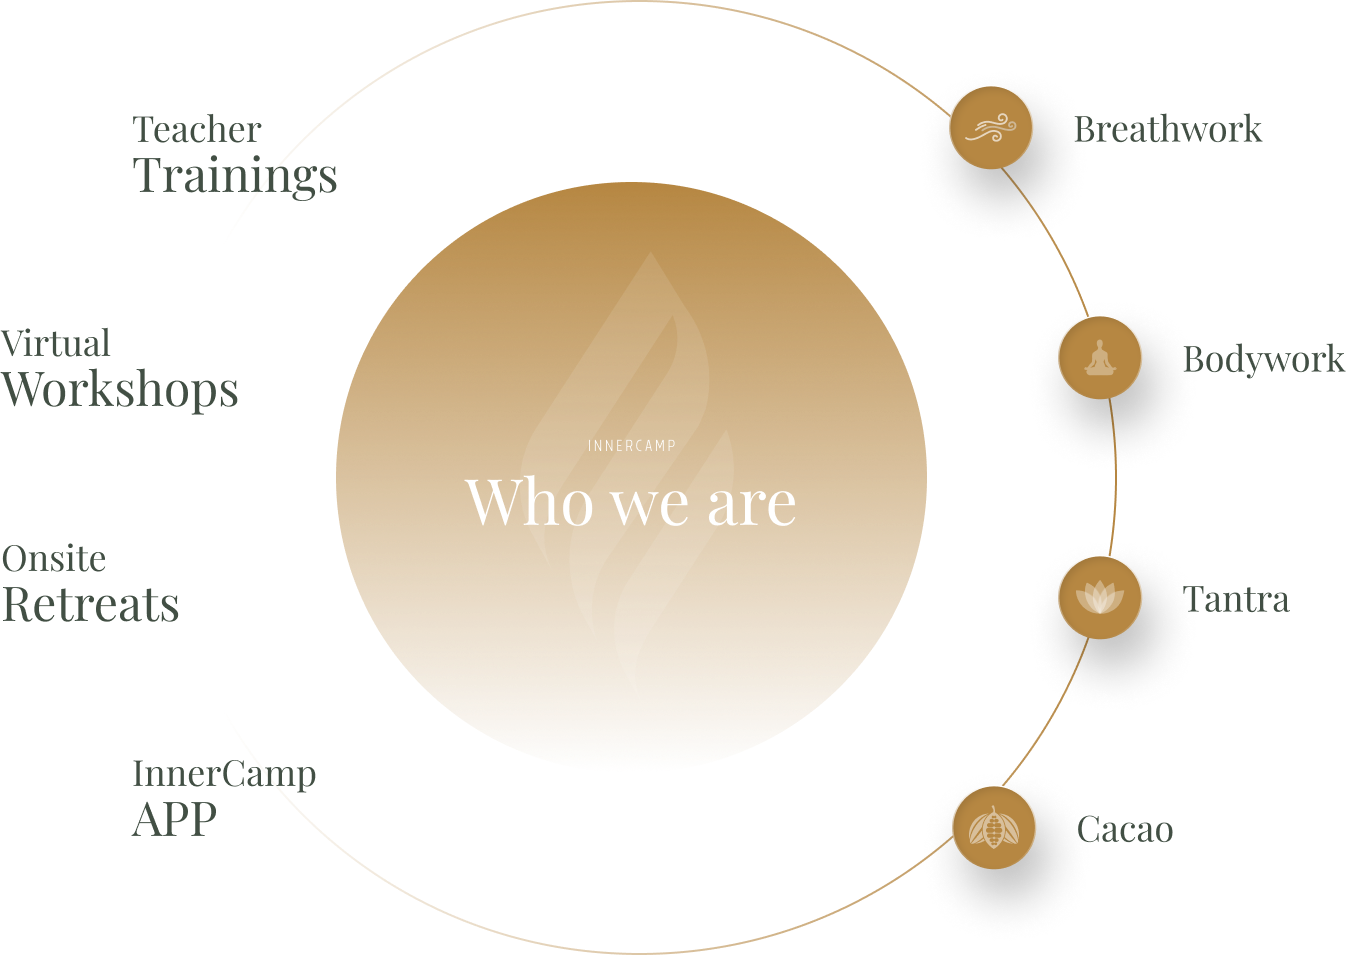 Teacher
Trainings
Virtual
Workshops
Onsite
Retreats
InnerCamp
APP
INNERCAMP
Who we are
Breathwork
Bodywork
Tantra
Cacao